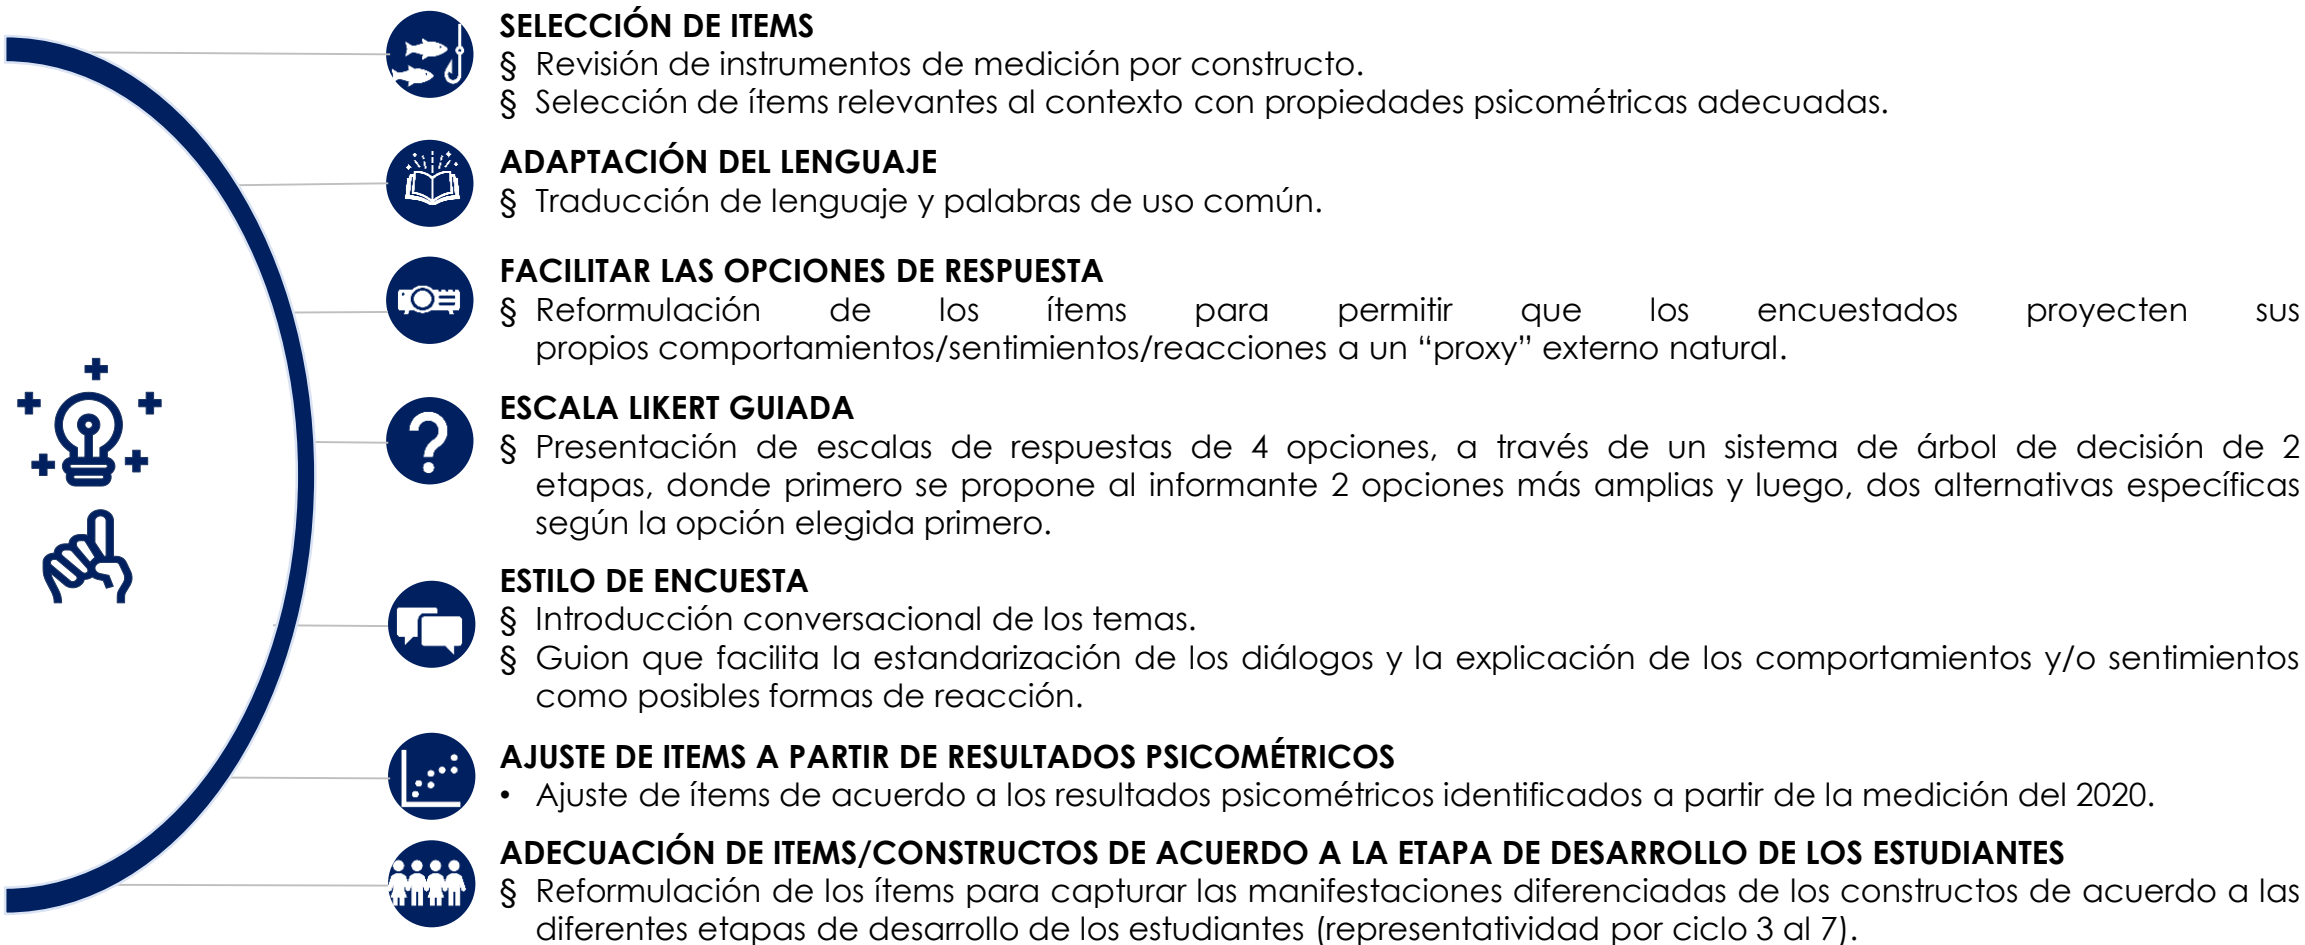 SELECCIÓN DE ITEMS
§ Revisión de instrumentos de medición por constructo.
§ Selección de ítems relevantes al contexto con propiedades psicométricas adecuadas.
ADAPTACIÓN DEL LENGUAJE
§ Traducción de lenguaje y palabras de uso común.
FACILITAR LAS OPCIONES DE RESPUESTA
§ Reformulación de los ítems para permitir que los encuestados proyecten sus
propios comportamientos/sentimientos/reacciones a un “proxy” externo natural.
ESCALA LIKERT GUIADA
§ Presentación de escalas de respuestas de 4 opciones, a través de un sistema de árbol de decisión de 2
etapas, donde primero se propone al informante 2 opciones más amplias y luego, dos alternativas específicas
según la opción elegida primero.
ESTILO DE ENCUESTA
§ Introducción conversacional de los temas.
§ Guion que facilita la estandarización de los diálogos y la explicación de los comportamientos y/o sentimientos
como posibles formas de reacción.
AJUSTE DE ITEMS A PARTIR DE RESULTADOS PSICOMÉTRICOS
• Ajuste de ítems de acuerdo a los resultados psicométricos identificados a partir de la medición del 2020.
ADECUACIÓN DE ITEMS/CONSTRUCTOS DE ACUERDO A LA ETAPA DE DESARROLLO DE LOS ESTUDIANTES
§ Reformulación de los ítems para capturar las manifestaciones diferenciadas de los constructos de acuerdo a las
diferentes etapas de desarrollo de los estudiantes (representatividad por ciclo 3 al 7).